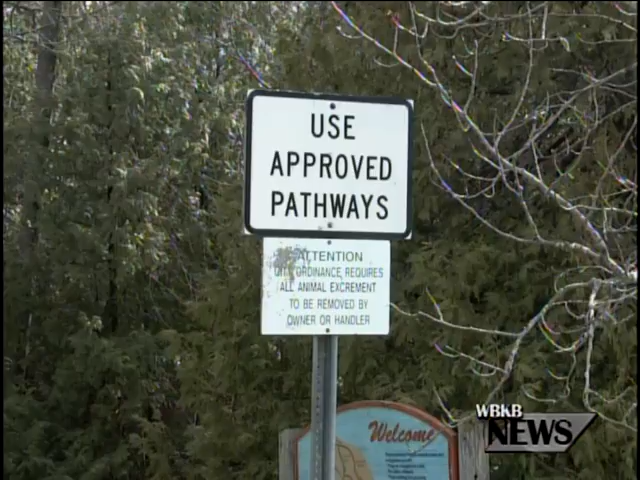 USE
APPROVED
PATHWAYS
ATTENTION
CITY ORDINANCE REQUIRES
ALL ANIMAL EXCREMENT
TO BE REMOVED BY
OWNER OR HANDLER
Welcome
WBKB
NEWS